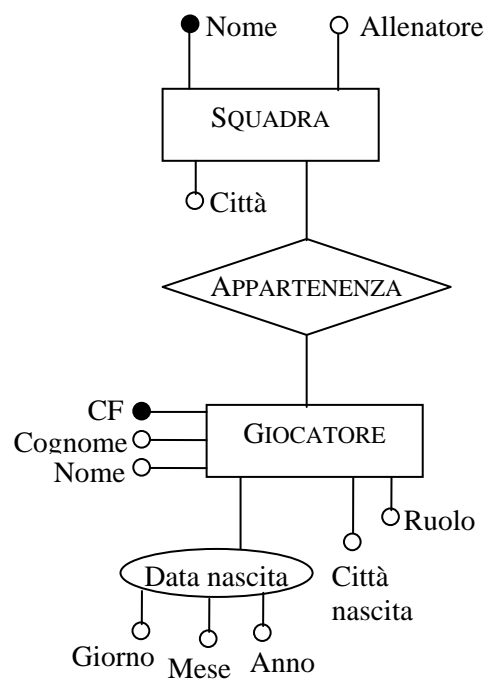 Nome Allenatore
SQUADRA
Città
APPARTENENZA
CF
Cognome
Nome
GIOCATORE
Ruolo
Data nascita
Città
nascita
Giorno Mese Anno